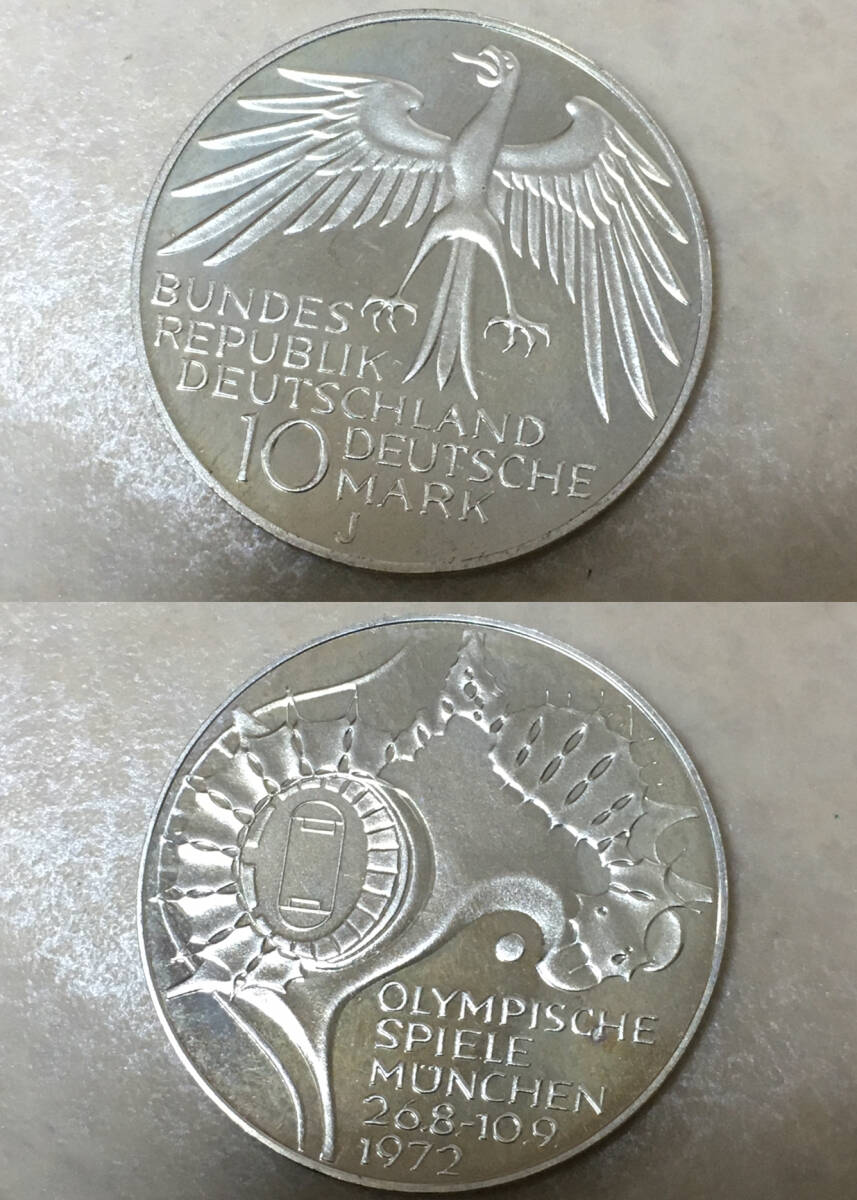 BUNDES
REPUBLIK
DEUTSCHLAND
10 DEUTSCHE
MARK
J
OLYMPISCHE
SPIELE
MÜNCHEN
26.8.-10.9.
1972